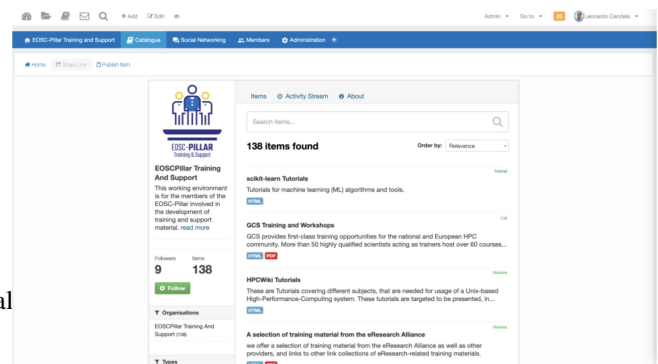 +Add Edit
Admin Go to 20 Leonardo Candela
EOSC-Pillar Training and Support Catalogue Social Networking Members Administration
Home Share Link Publish Item
Items Activity Stream About
Search items...
138 items found Order by: Relevance
EOSC-PILLAR
Training & Support
EOSCPillar Training
And Support
This working environment
is for the members of the
EOSC-Pillar involved in
the development of
training and support
material. read more
Followers Items
9 138
Follow
Organisations
EOSCPillar Training And
Support (138)
Types
Tutorial
scikit-learn Tutorials
Tutorials for machine learning (ML) algorithms and tools.
HTML
List
GCS Training and Workshops
GCS provides first-class training opportunities for the national and European HPC
community. More than 50 highly qualified scientists acting as trainers host over 60 courses...
HTML PDF
Website
HPCWiki Tutorials
These are Tutorials covering different subjects, that are needed for usage of a Unix-based
High-Performance-Computing system. These tutorials are targeted to be presented, in...
HTML
Website
A selection of training material from the eResearch Alliance
we offer a selection of training material from the eResearch Alliance as well as other
providers, and links to other link collections of eResearch-related training materials.
HTML PDF
al